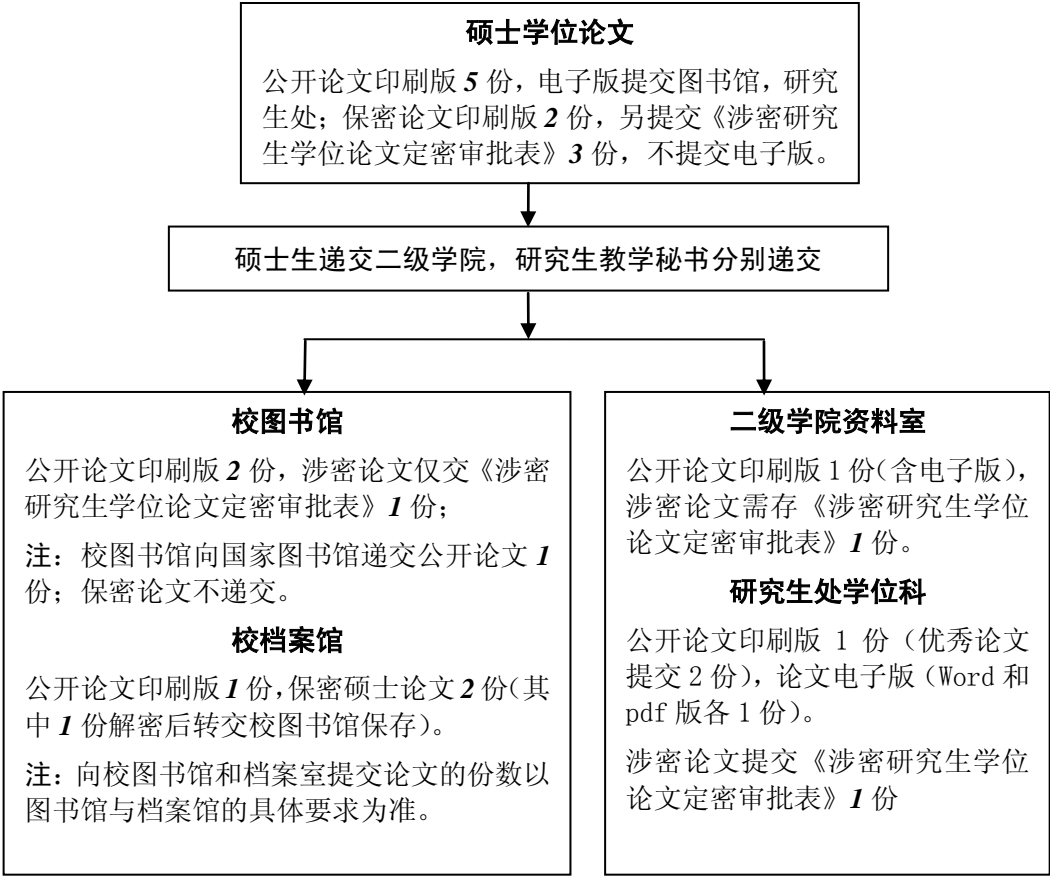 硕士学位论文
公开论文印刷版 5 份，电子版提交图书馆，研究
生处；保密论文印刷版 2 份，另提交《涉密研究
生学位论文定密审批表》3 份，不提交电子版。
硕士生递交二级学院，研究生教学秘书分别递交
校图书馆
公开论文印刷版 2 份，涉密论文仅交《涉密
研究生学位论文定密审批表》1 份；
注：校图书馆向国家图书馆递交公开论文 1
份；保密论文不递交。
校档案馆
公开论文印刷版 1 份，保密硕士论文 2 份（其
中 1 份解密后转交校图书馆保存）。
注：向校图书馆和档案室提交论文的份数以
图书馆与档案馆的具体要求为准。
二级学院资料室
公开论文印刷版 1 份（含电子版），
涉密论文需存《涉密研究生学位
论文定密审批表》1 份。
研究生处学位科
公开论文印刷版 1 份（优秀论文
提交 2 份），论文电子版（Word 和
pdf 版各 1 份）。
涉密论文提交《涉密研究生学位
论文定密审批表》1 份